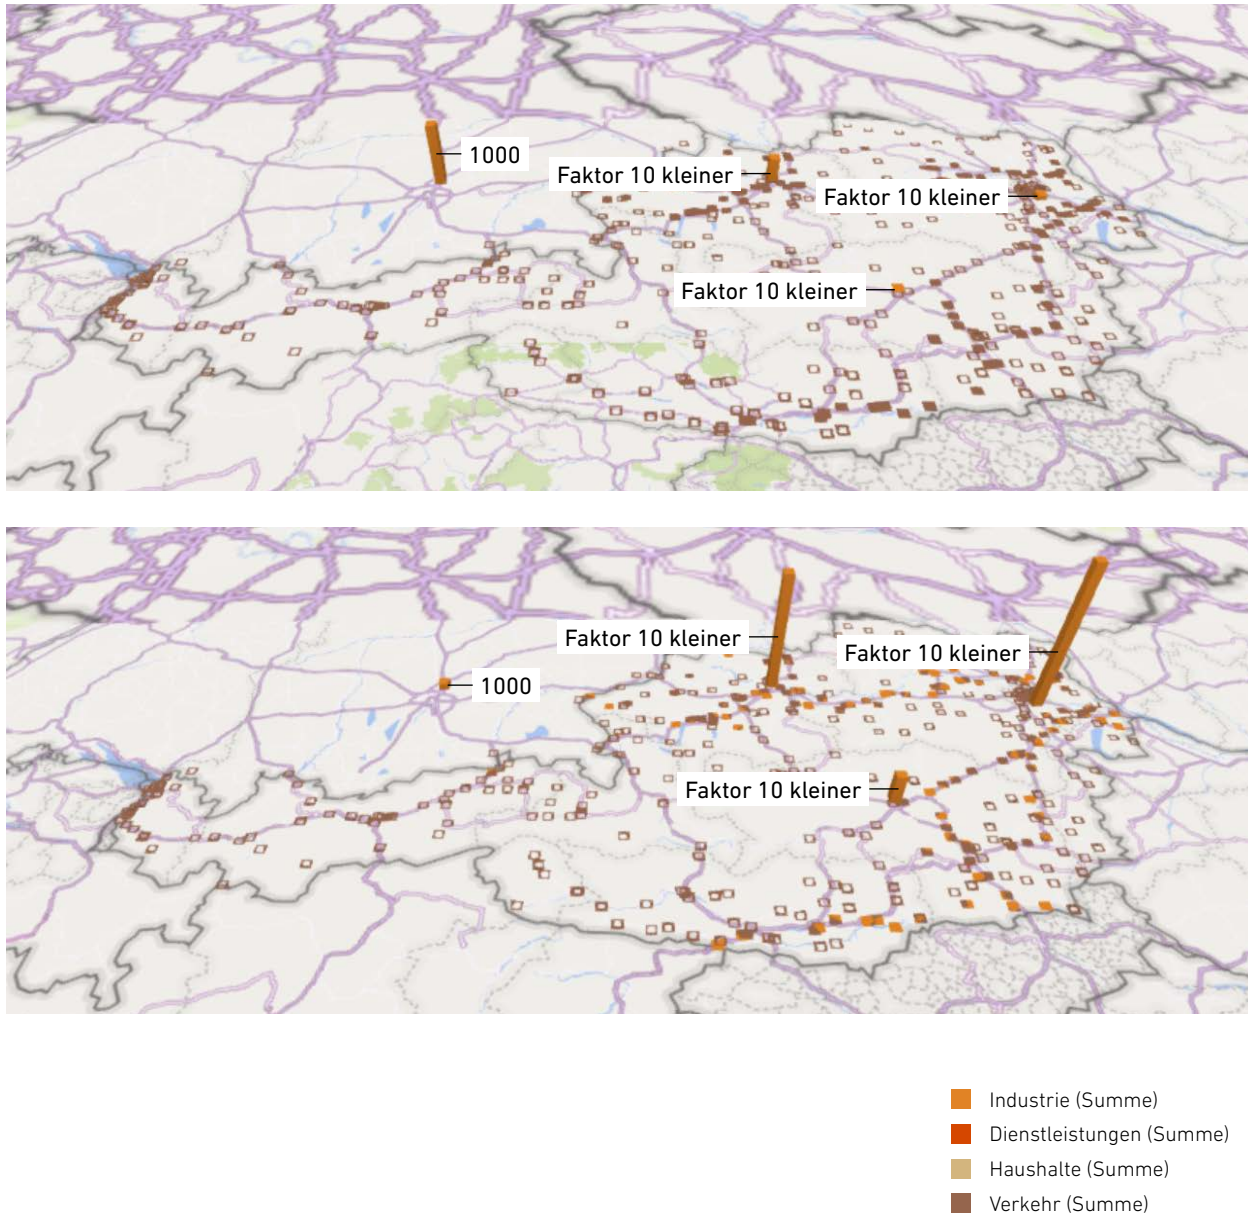 1000
Faktor 10 kleiner
Faktor 10 kleiner
Faktor 10 kleiner
Faktor 10 kleiner
Faktor 10 kleiner
1000
Faktor 10 kleiner
Industrie (Summe)
Dienstleistungen (Summe)
Haushalte (Summe)
Verkehr (Summe)